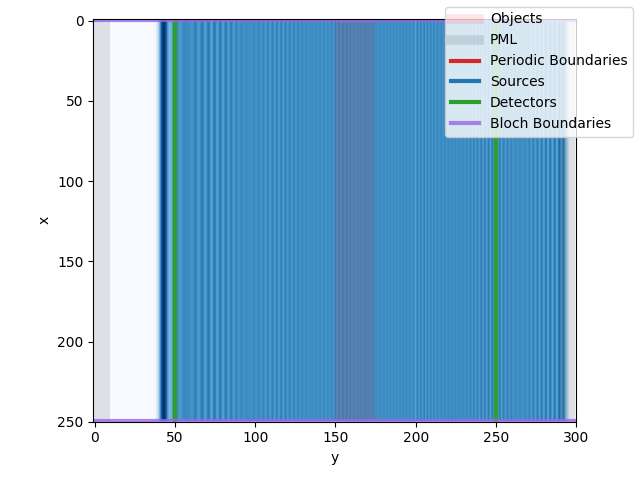 Objects
PML
Periodic Boundaries
Sources
Detectors
Bloch Boundaries
0
50
100
150
200
250
x
0 50 100 150 200 250 300
y